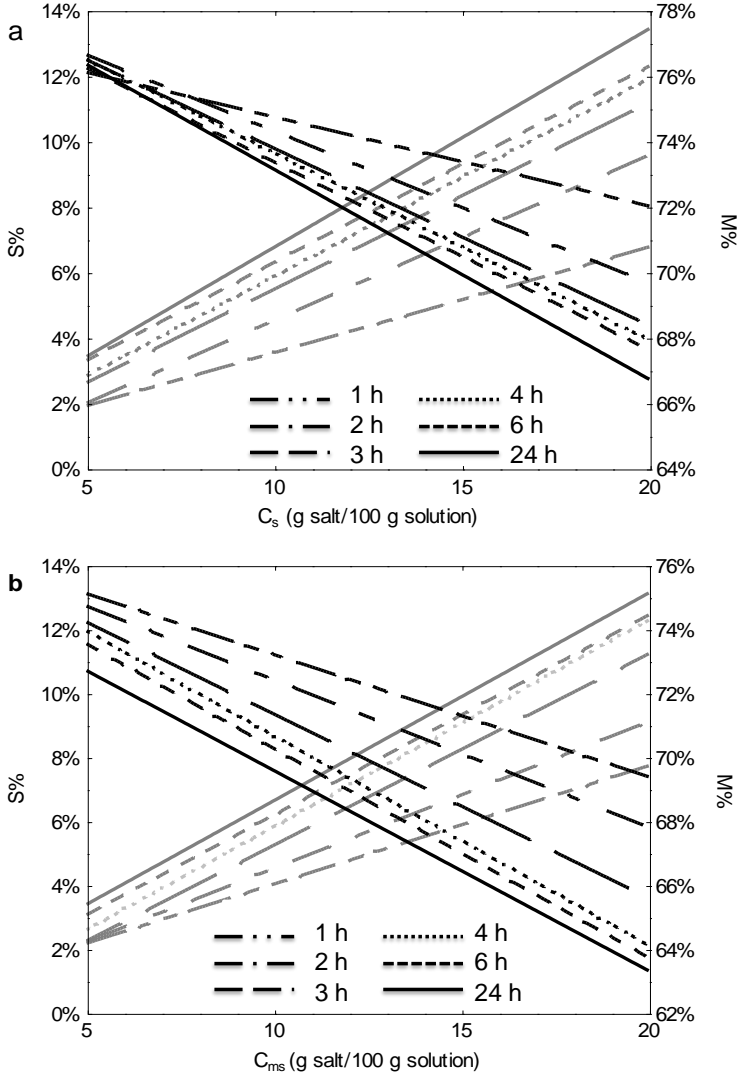 a
14%
12%
10%
8%
6%
4%
2%
0%
S%
78%
76%
74%
72%
70%
68%
66%
64%
M%
1 h
2 h
3 h
4 h
6 h
24 h
5
10
15
20
Cs (g salt/100 g solution)
b
14%
12%
10%
8%
6%
4%
2%
0%
S%
76%
74%
72%
70%
68%
66%
64%
62%
M%
1 h
2 h
3 h
4 h
6 h
24 h
5
10
15
20
Cms (g salt/100 g solution)